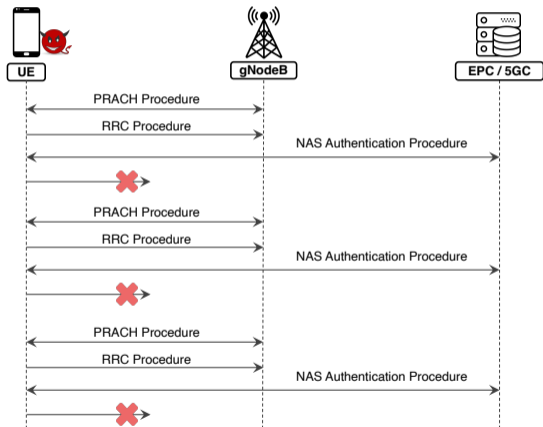 UE
gNodeB
EPC / 5GC
PRACH Procedure
RRC Procedure
NAS Authentication Procedure
PRACH Procedure
RRC Procedure
NAS Authentication Procedure
PRACH Procedure
RRC Procedure
NAS Authentication Procedure